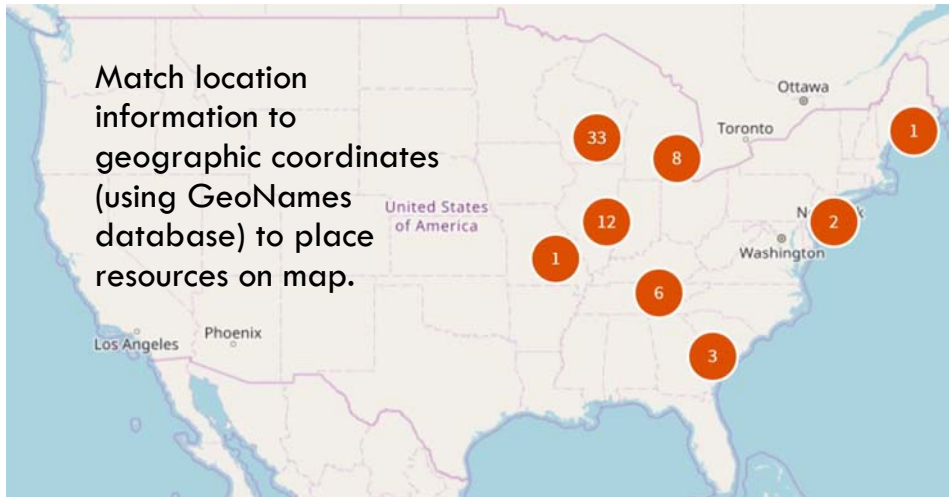 Match location
information to
geographic coordinates
(using GeoNames
database) to place
resources on map.
Ottawa
Toronto
1
33
8
United States
of America
12
2
Washington
1
6
Phoenix
Los Angeles
3